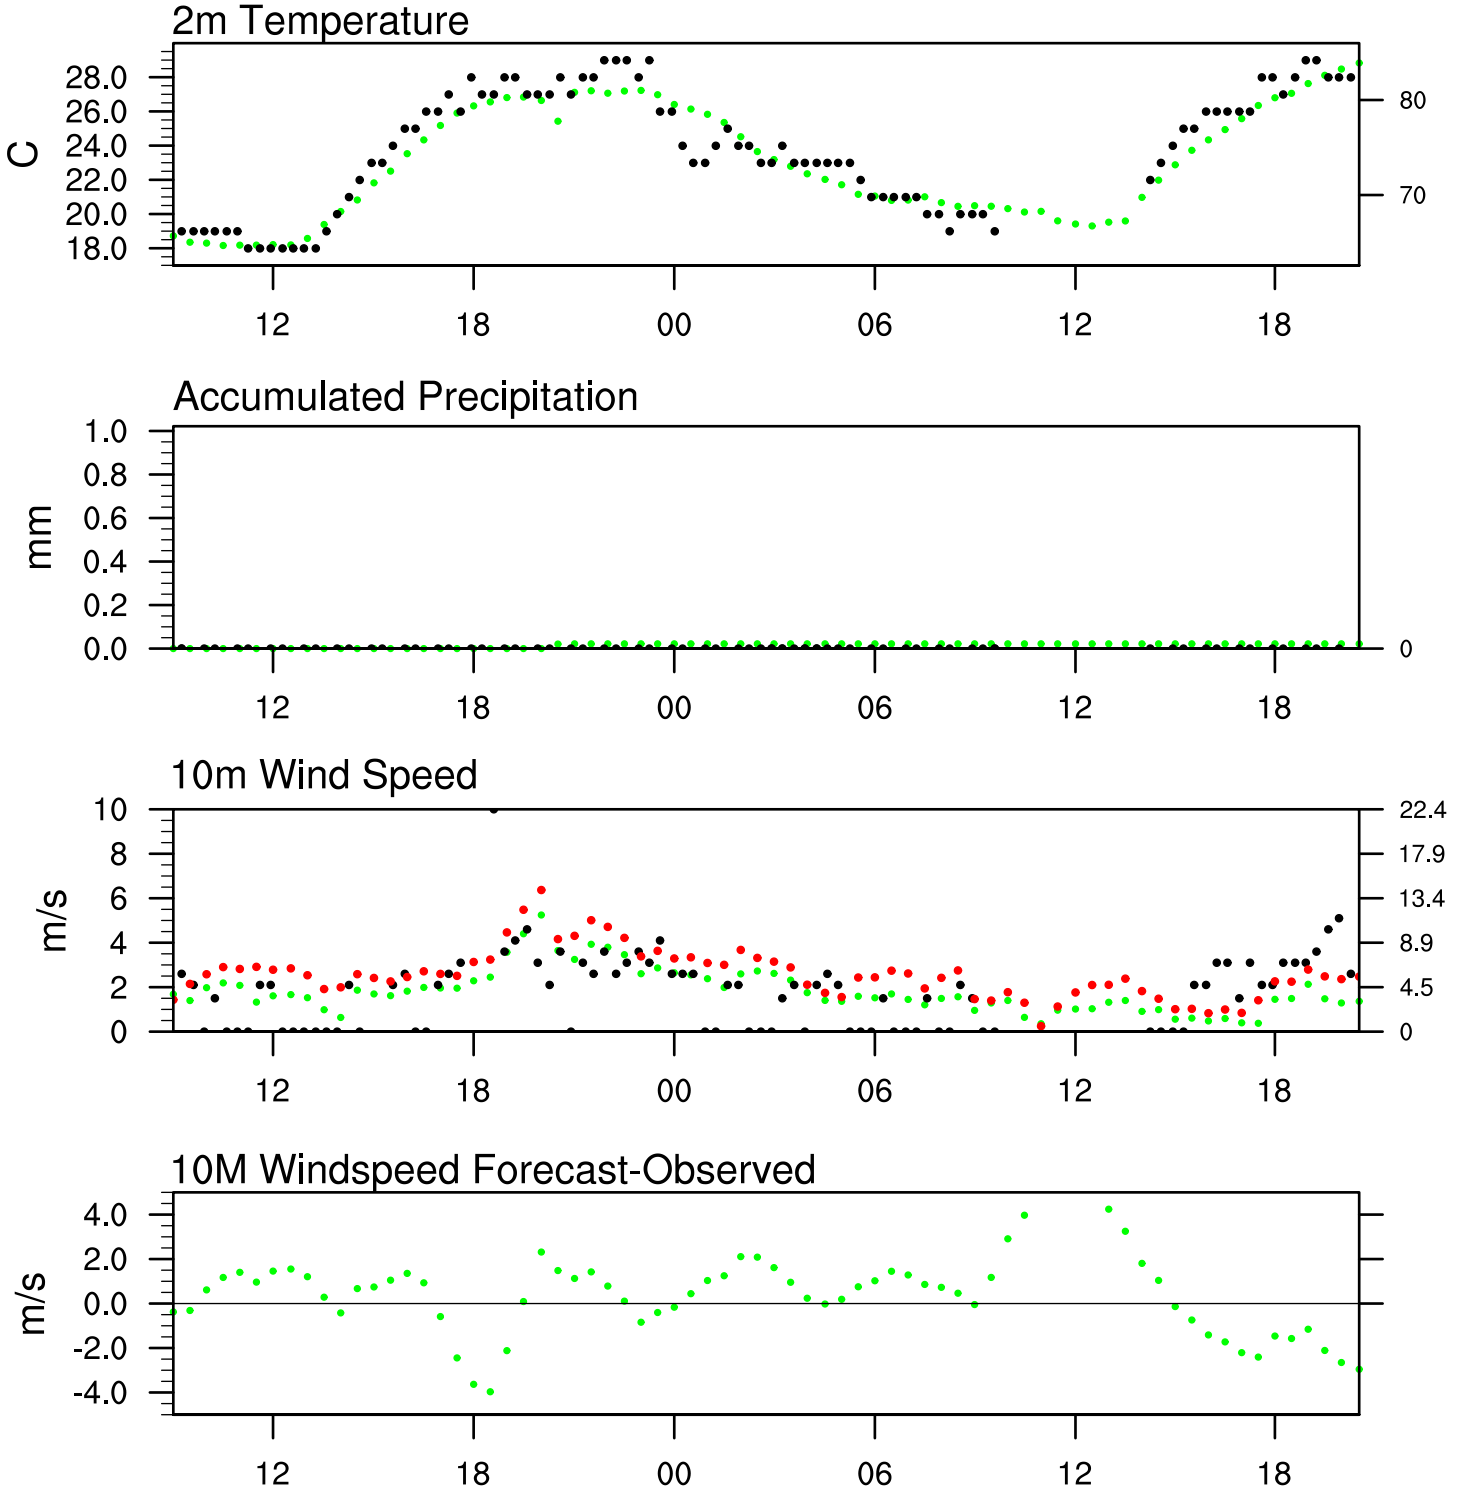 2m Temperature
28.0
26.0
24.0
22.0
20.0
18.0
C
80
70
12 18 00 06 12 18
Accumulated Precipitation
1.0
0.8
0.6
0.4
0.2
0.0
mm
0
12 18 00 06 12 18
10m Wind Speed
10
8
6
4
2
0
m/s
22.4
17.9
13.4
8.9
4.5
0
12 18 00 06 12 18
10M Windspeed Forecast-Observed
4.0
2.0
0.0
-2.0
-4.0
m/s
12 18 00 06 12 18